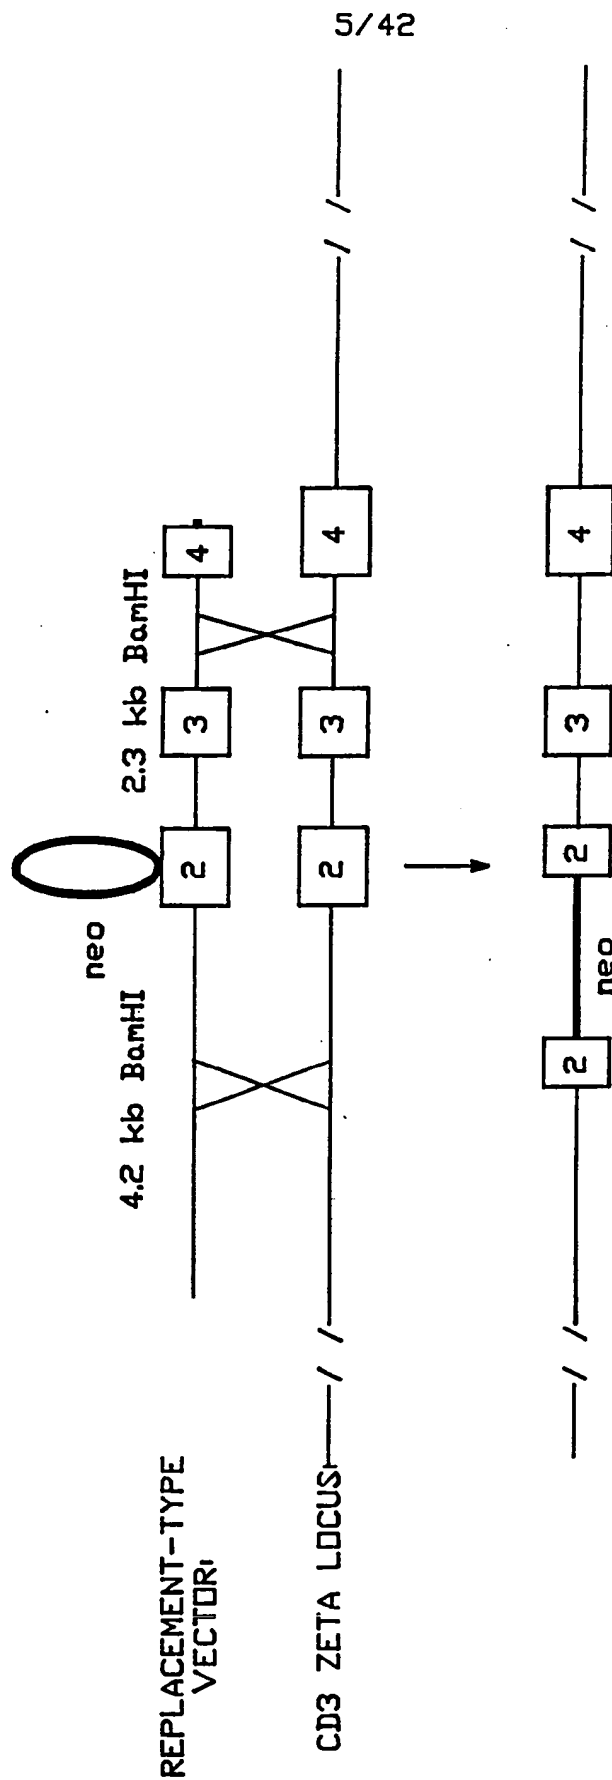 5/42
neo
4.2 kb BamHI
2.3 kb BamHI
REPLACEMENT-TYPE
VECTOR:
2
3
4
CD3 ZETA LOCUS:
2
3
4
2
neo
2
3
4